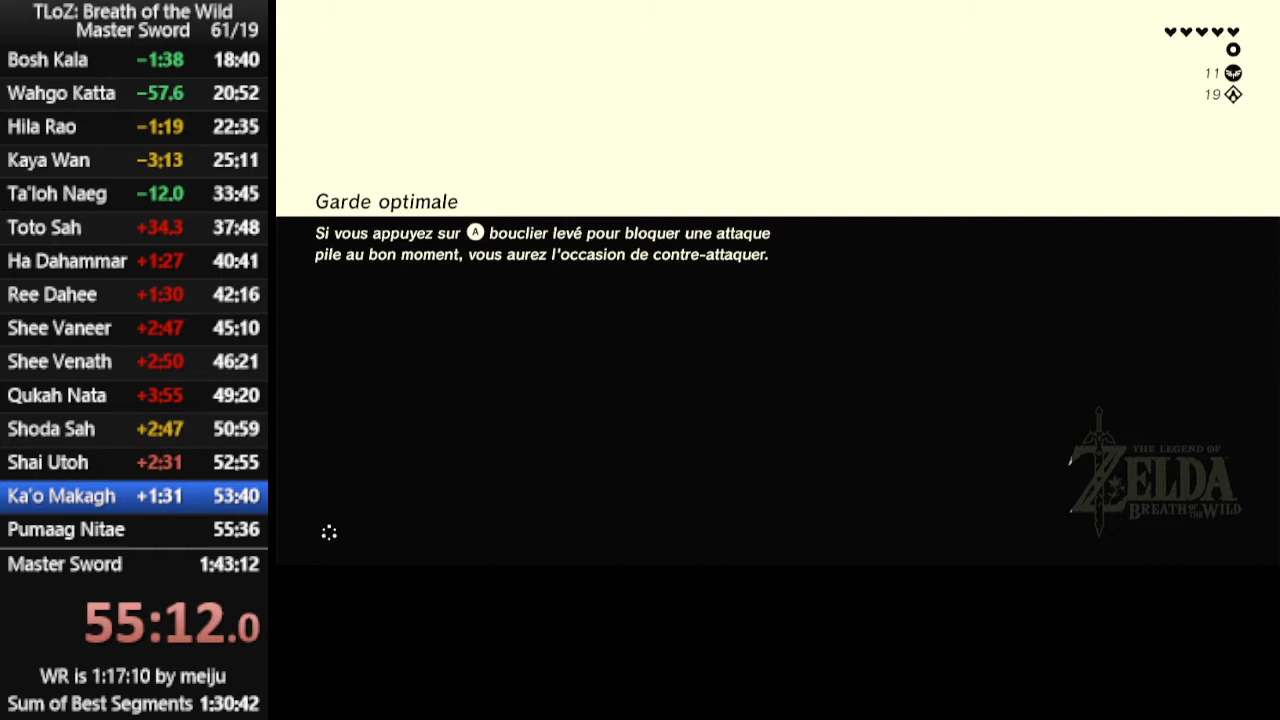 TLoZ: Breath of the Wild
Master Sword 61/19
Bosh Kala −1:38 18:40
Wahgo Katta −57.6 20:52
Hila Rao −1:19 22:35
Kaya Wan −3:13 25:11
Ta'loh Naeg −12.0 33:45
Toto Sah +34.3 37:48
Ha Dahammar +1:27 40:41
Ree Dahee +1:30 42:16
Shee Vaneer +2:47 45:10
Shee Venath +2:50 46:21
Qukah Nata +3:55 49:20
Shoda Sah +2:47 50:59
Shai Utoh +2:31 52:55
Ka'o Makagh +1:31 53:40
Pumaag Nitae 55:36
Master Sword 1:43:12
55:12.0
WR is 1:17:10 by meiju
Sum of Best Segments 1:30:42
11
19
Garde optimale
Si vous appuyez sur A bouclier levé pour bloquer une attaque
pile au bon moment, vous aurez l'occasion de contre-attaquer.
THE LEGEND OF
ZELDA
BREATH OF THE WILD